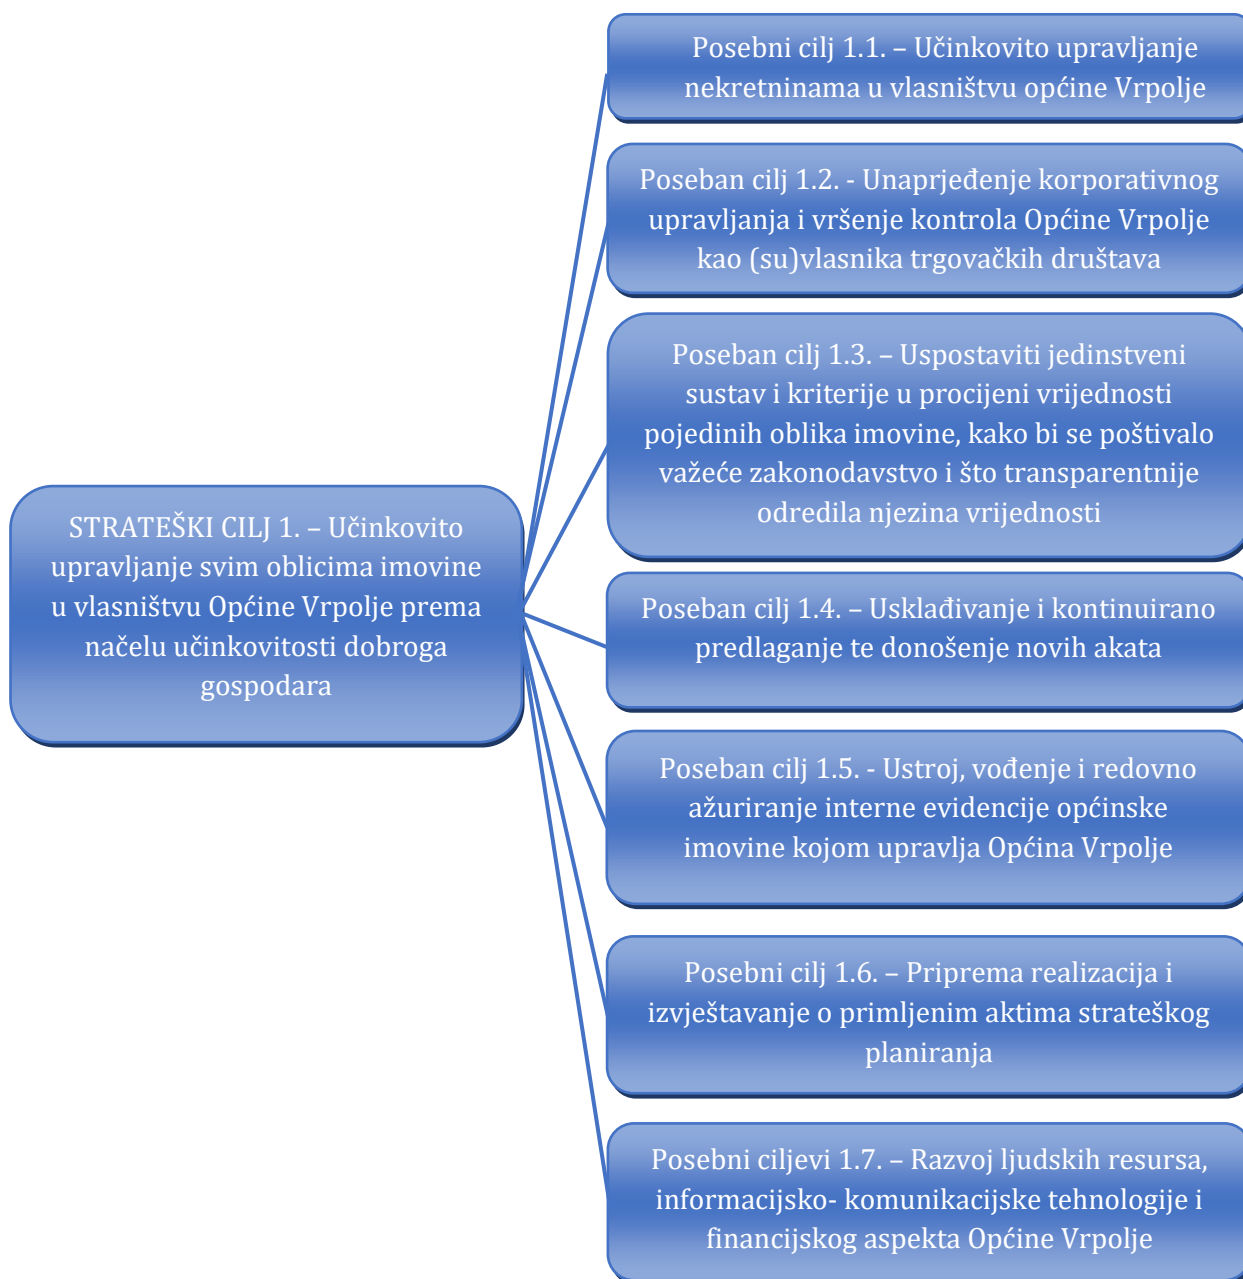 Posebni cilj 1.1. – Učinkovito upravljanje
nekretninama u vlasništvu općine Vrpolje
Poseban cilj 1.2. - Unaprjeđenje korporativnog
upravljanja i vršenje kontrola Općine Vrpolje
kao (su)vlasnika trgovačkih društava
Poseban cilj 1.3. – Uspostaviti jedinstveni
sustav i kriterije u procijeni vrijednosti
pojedinih oblika imovine, kako bi se poštivalo
važeće zakonodavstvo i što transparentnije
odredila njezina vrijednosti
STRATEŠKI CILJ 1. – Učinkovito
upravljanje svim oblicima imovine
u vlasništvu Općine Vrpolje prema
načelu učinkovitosti dobroga
gospodara
Poseban cilj 1.4. – Usklađivanje i kontinuirano
predlaganje te donošenje novih akata
Poseban cilj 1.5. - Ustroj, vođenje i redovno
ažuriranje interne evidencije općinske
imovine kojom upravlja Općina Vrpolje
Posebni cilj 1.6. – Priprema realizacija i
izvještavanje o primljenim aktima strateškog
planiranja
Posebni ciljevi 1.7. – Razvoj ljudskih resursa,
informacijsko- komunikacijske tehnologije i
financijskog aspekta Općine Vrpolje